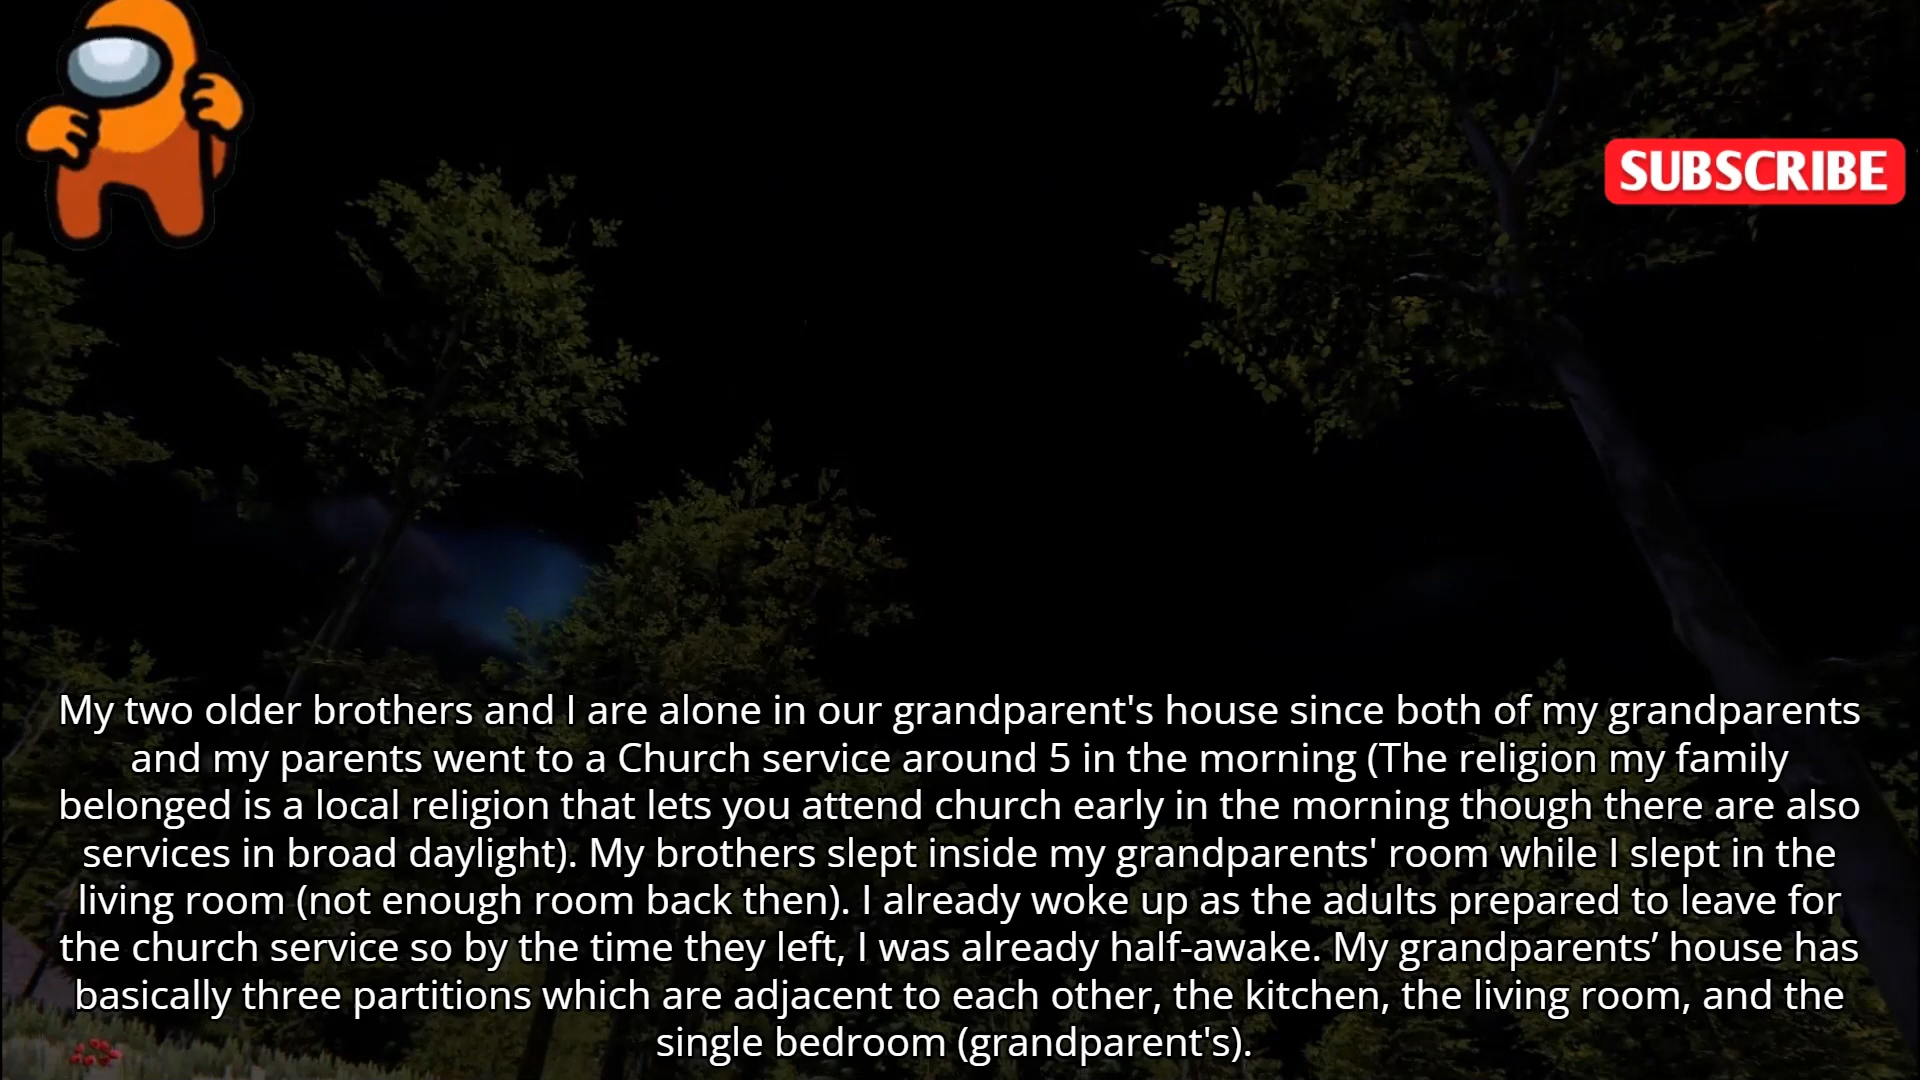 SUBSCRIBE
My two older brothers and I are alone in our grandparent's house since both of my grandparents
and my parents went to a Church service around 5 in the morning (The religion my family
belonged is a local religion that lets you attend church early in the morning though there are also
services in broad daylight). My brothers slept inside my grandparents' room while I slept in the
living room (not enough room back then). I already woke up as the adults prepared to leave for
the church service so by the time they left, I was already half-awake. My grandparents’ house has
basically three partitions which are adjacent to each other, the kitchen, the living room, and the
single bedroom (grandparent's).